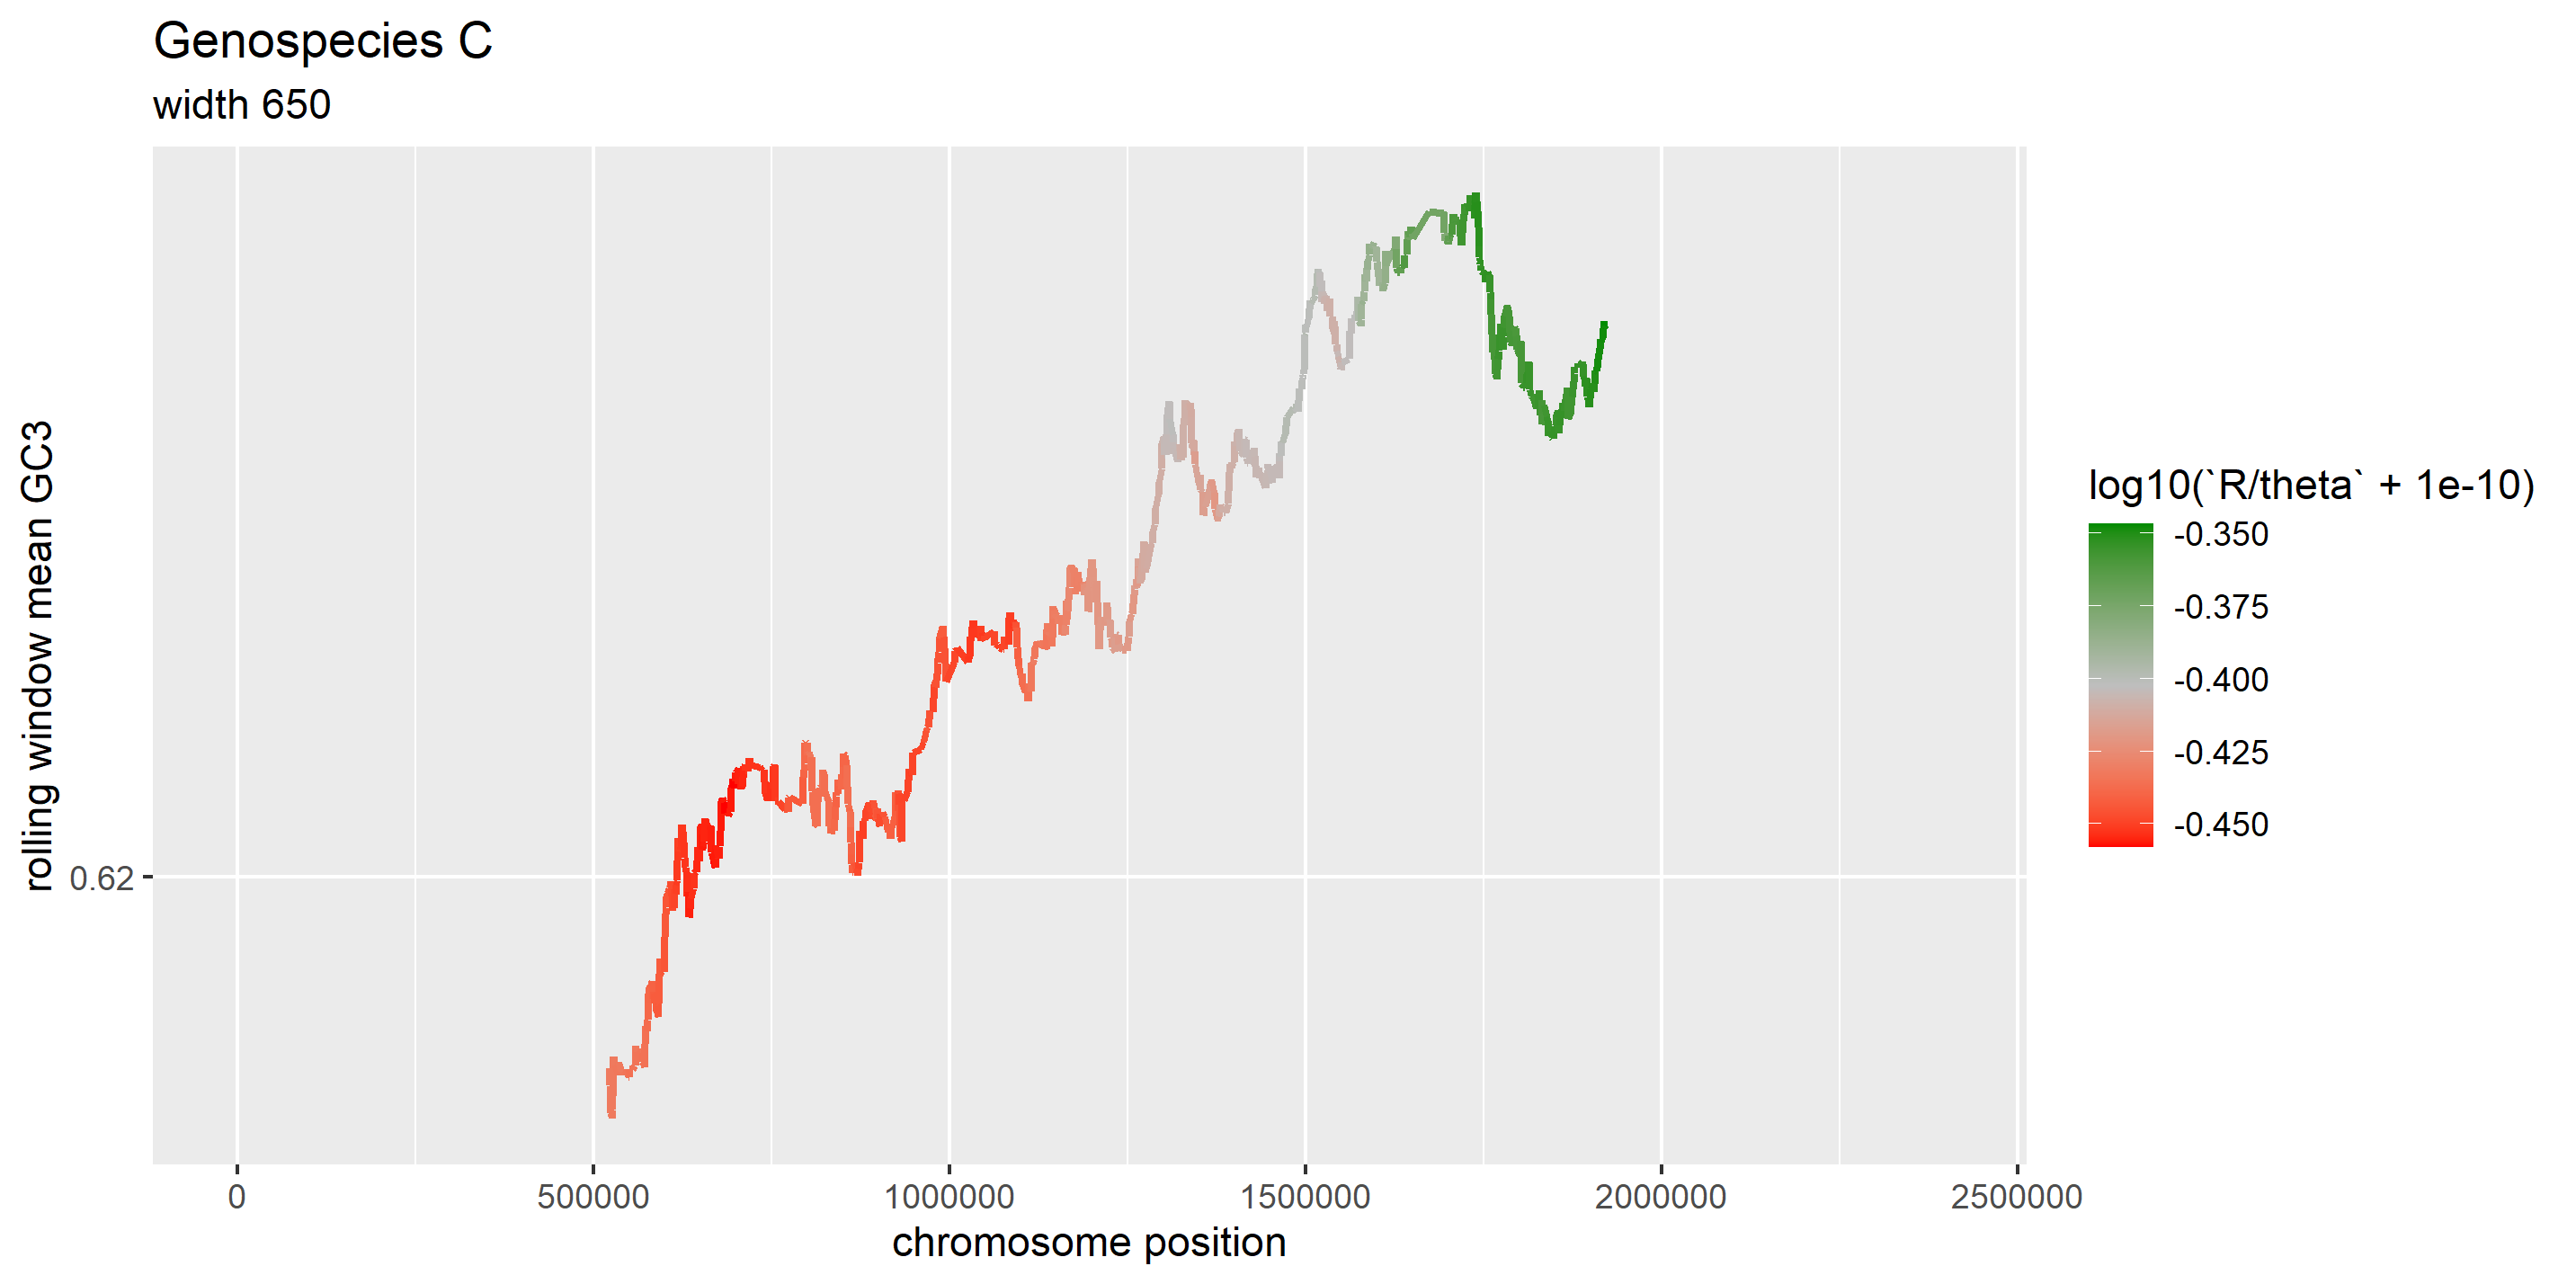 Genospecies C
width 650
rolling window mean GC3
0.62
0 500000 1000000 1500000 2000000 2500000
chromosome position
log10(`R/theta` + 1e-10)
-0.350
-0.375
-0.400
-0.425
-0.450